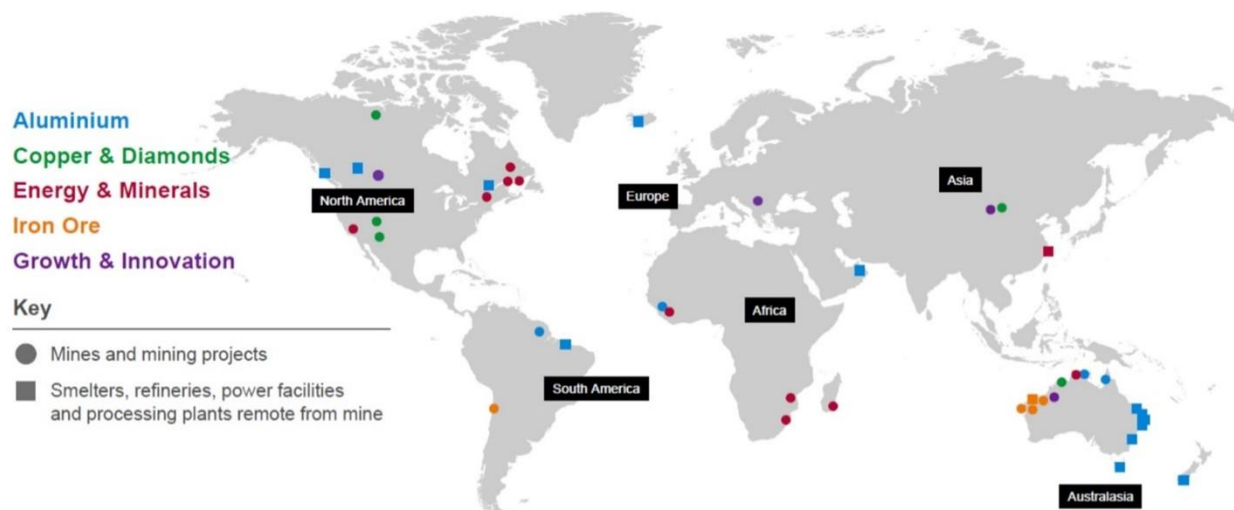 Aluminium
Copper & Diamonds
Energy & Minerals
Iron Ore
Growth & Innovation
Key
Mines and mining projects
Smelters, refineries, power facilities
and processing plants remote from mine
North America
Europe
Asia
Africa
South America
Australasia